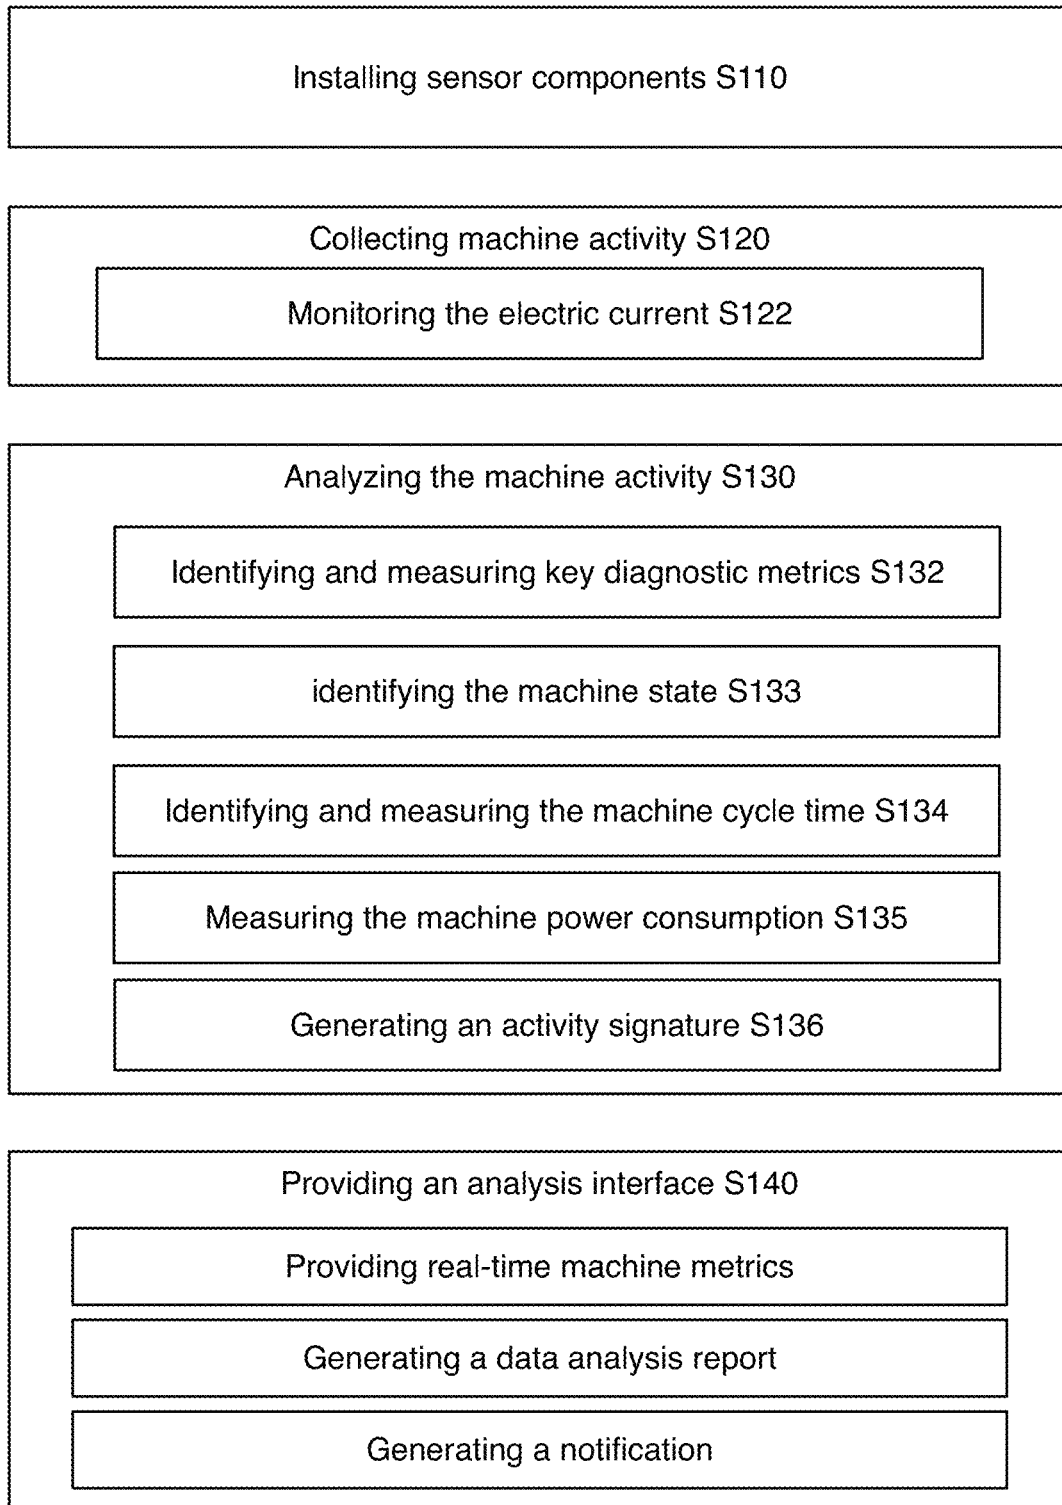 Installing sensor components S110
Collecting machine activity S120
Monitoring the electric current S122
Analyzing the machine activity S130
Identifying and measuring key diagnostic metrics S132
identifying the machine state S133
Identifying and measuring the machine cycle time S134
Measuring the machine power consumption S135
Generating an activity signature S136
Providing an analysis interface S140
Providing real-time machine metrics
Generating a data analysis report
Generating a notification